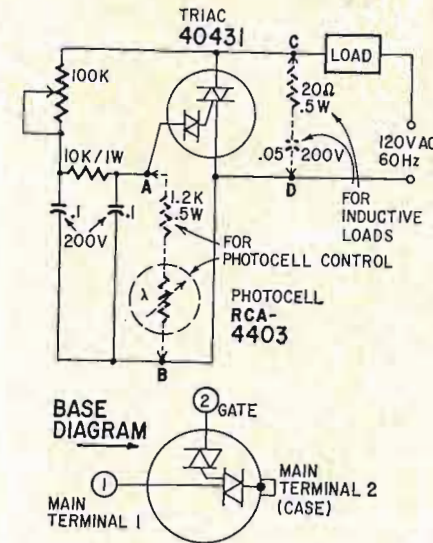 TRIAC
40431
C
LOAD
100K
20Ω
.5W
120V AC
60 Hz
10K/1W
.05 200V
A
D
.1
.1
200V
1.2K
.5W
FOR
INDUCTIVE
LOADS
FOR
PHOTOCELL CONTROL
λ
PHOTOCELL
RCA-
4403
B
BASE
DIAGRAM
2 GATE
1
MAIN
TERMINAL 1
MAIN
TERMINAL 2
(CASE)